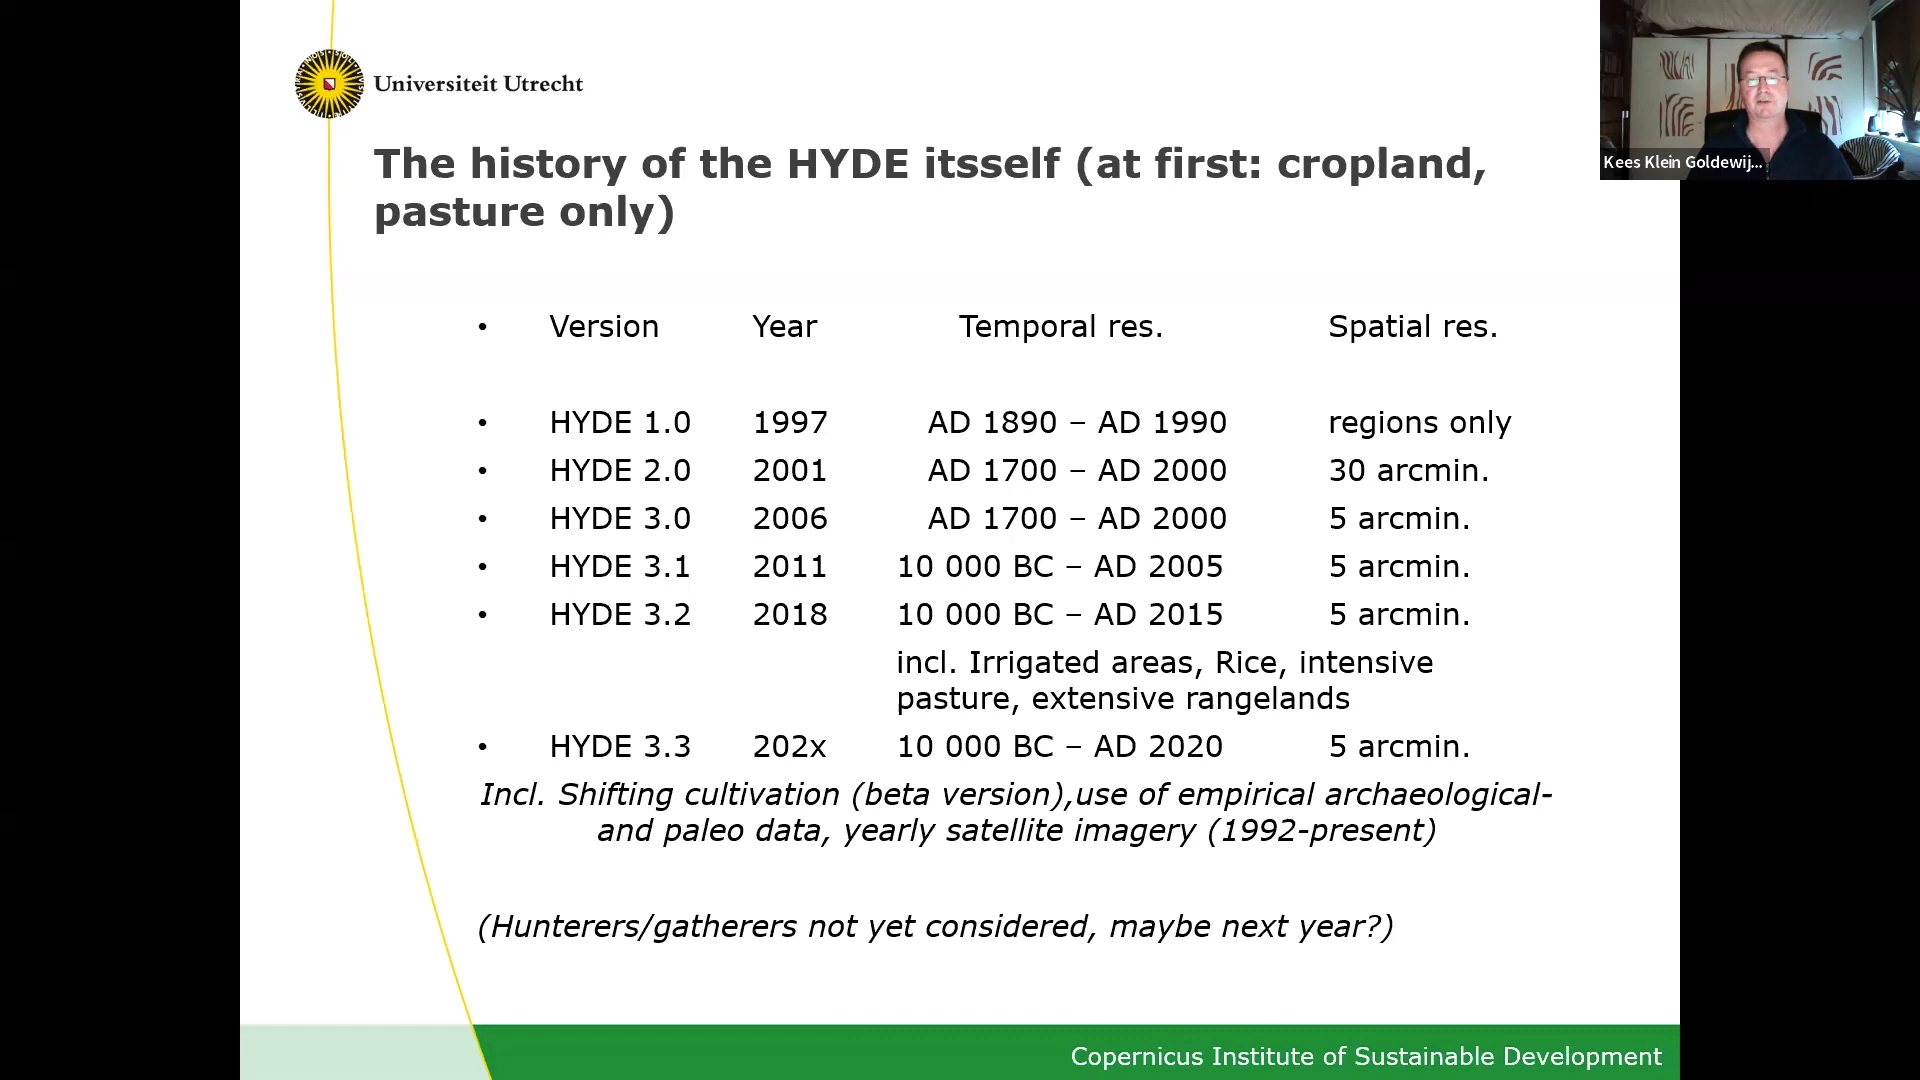 Universiteit Utrecht
The history of the HYDE itsself (at first: cropland,
pasture only)
• Version Year Temporal res. Spatial res.
• HYDE 1.0 1997 AD 1890 – AD 1990 regions only
• HYDE 2.0 2001 AD 1700 – AD 2000 30 arcmin.
• HYDE 3.0 2006 AD 1700 – AD 2000 5 arcmin.
• HYDE 3.1 2011 10 000 BC – AD 2005 5 arcmin.
• HYDE 3.2 2018 10 000 BC – AD 2015 5 arcmin.
incl. Irrigated areas, Rice, intensive
pasture, extensive rangelands
• HYDE 3.3 202x 10 000 BC – AD 2020 5 arcmin.
Incl. Shifting cultivation (beta version),use of empirical archaeological-
and paleo data, yearly satellite imagery (1992-present)
(Hunterers/gatherers not yet considered, maybe next year?)
Copernicus Institute of Sustainable Development
Kees Klein Goldewij...